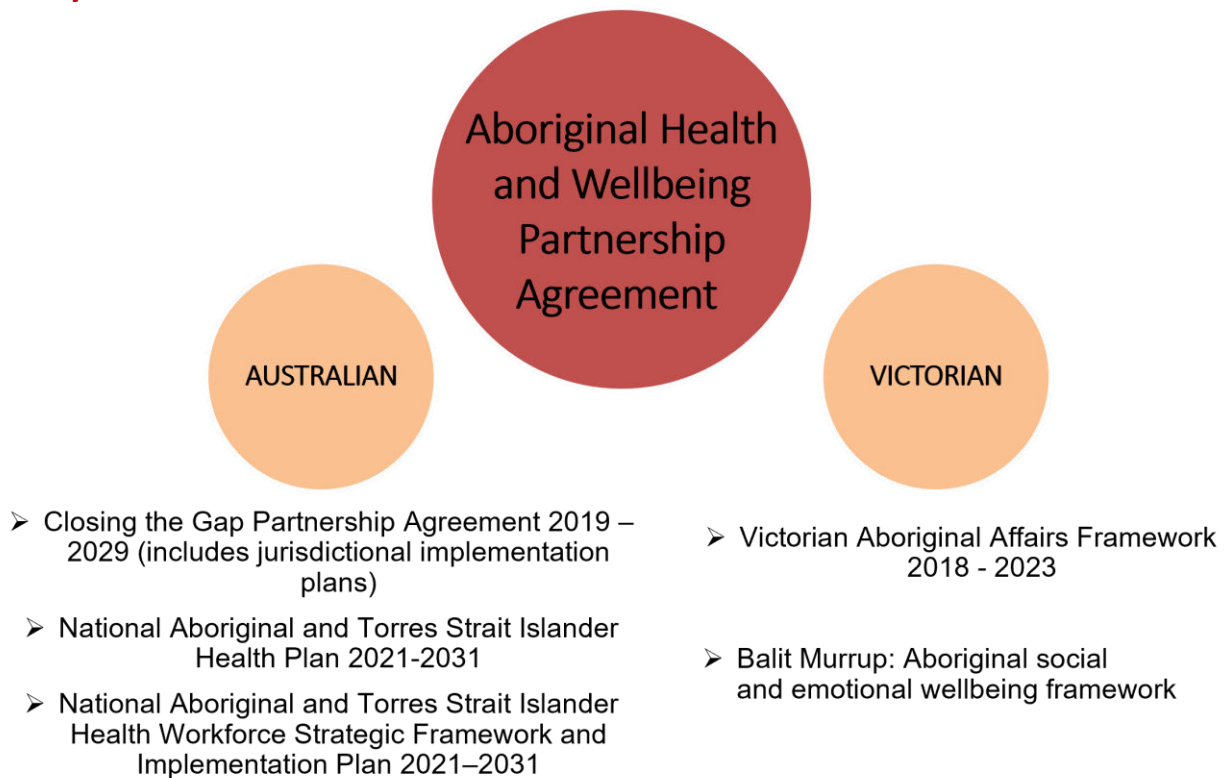 Aboriginal Health
and Wellbeing
Partnership
Agreement
AUSTRALIAN
VICTORIAN
➢ Closing the Gap Partnership Agreement 2019 –
2029 (includes jurisdictional implementation
plans)
➢ National Aboriginal and Torres Strait Islander
Health Plan 2021-2031
➢ National Aboriginal and Torres Strait Islander
Health Workforce Strategic Framework and
Implementation Plan 2021–2031
➢ Victorian Aboriginal Affairs Framework
2018 - 2023
➢ Balit Murrup: Aboriginal social
and emotional wellbeing framework